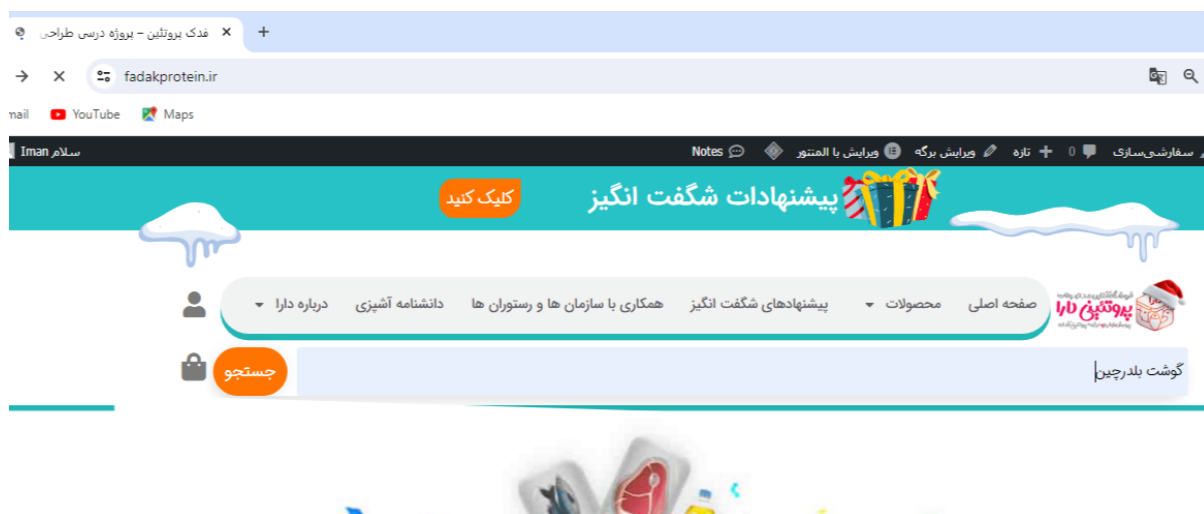 فدک پروتئین – پروژه درسی طراحی
fadakprotein.ir
mail YouTube Maps
سفارشی‌سازی 0 تازه ویرایش برگه ویرایش با المنتور Notes سلام Iman
پیشنهادات شگفت انگیز کلیک کنید
پروتئین دارا
صفحه اصلی محصولات پیشنهادهای شگفت انگیز همکاری با سازمان ها و رستوران ها دانشنامه آشپزی درباره دارا
گوشت بلدرچین جستجو